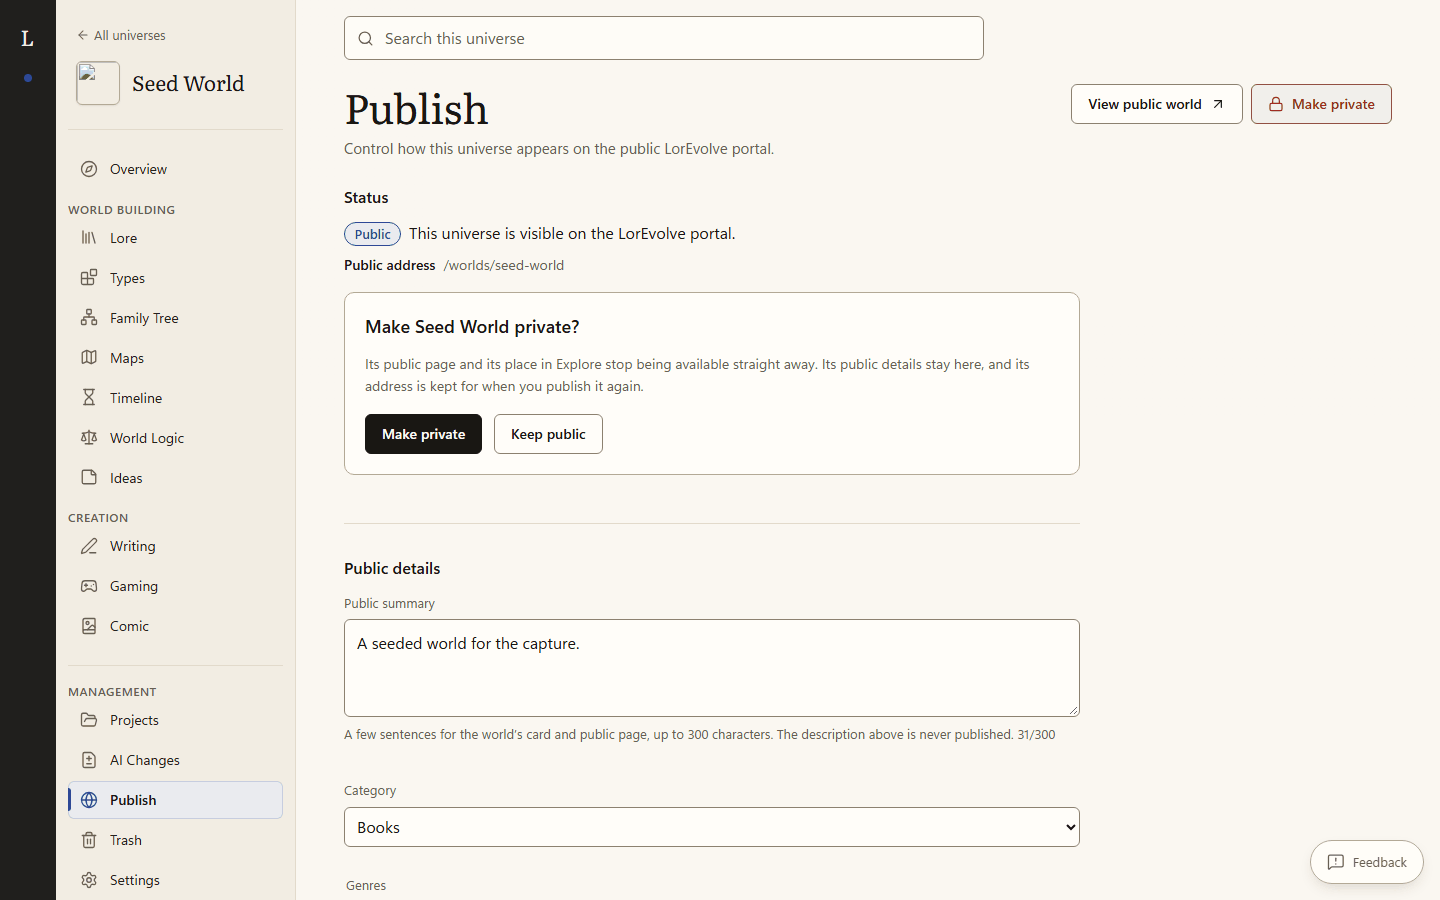 L
All universes
Seed World
Overview
WORLD BUILDING
Lore
Types
Family Tree
Maps
Timeline
World Logic
Ideas
CREATION
Writing
Gaming
Comic
MANAGEMENT
Projects
AI Changes
Publish
Trash
Settings
Search this universe
Publish
Control how this universe appears on the public LorEvolve portal.
View public world
Make private
Status
Public This universe is visible on the LorEvolve portal.
Public address /worlds/seed-world
Make Seed World private?
Its public page and its place in Explore stop being available straight away. Its public details stay here, and its
address is kept for when you publish it again.
Make private
Keep public
Public details
Public summary
A seeded world for the capture.
A few sentences for the world's card and public page, up to 300 characters. The description above is never published. 31/300
Category
Books
Genres
Feedback